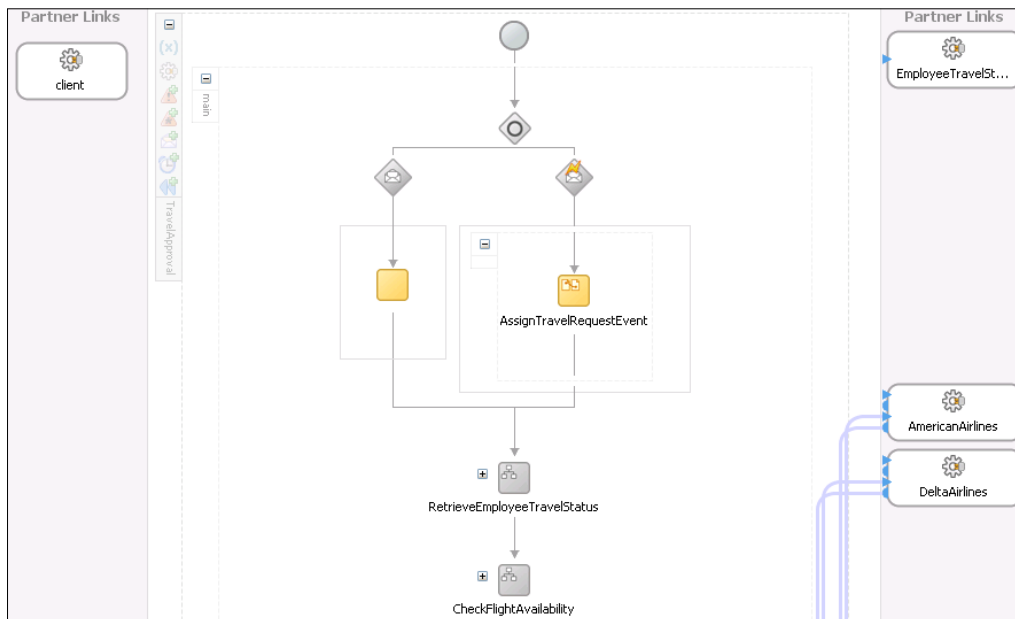 Partner Links
client
(x)
TravelApproval
main
AssignTravelRequestEvent
RetrieveEmployeeTravelStatus
CheckFlightAvailability
Partner Links
EmployeeTravelSt...
AmericanAirlines
DeltaAirlines